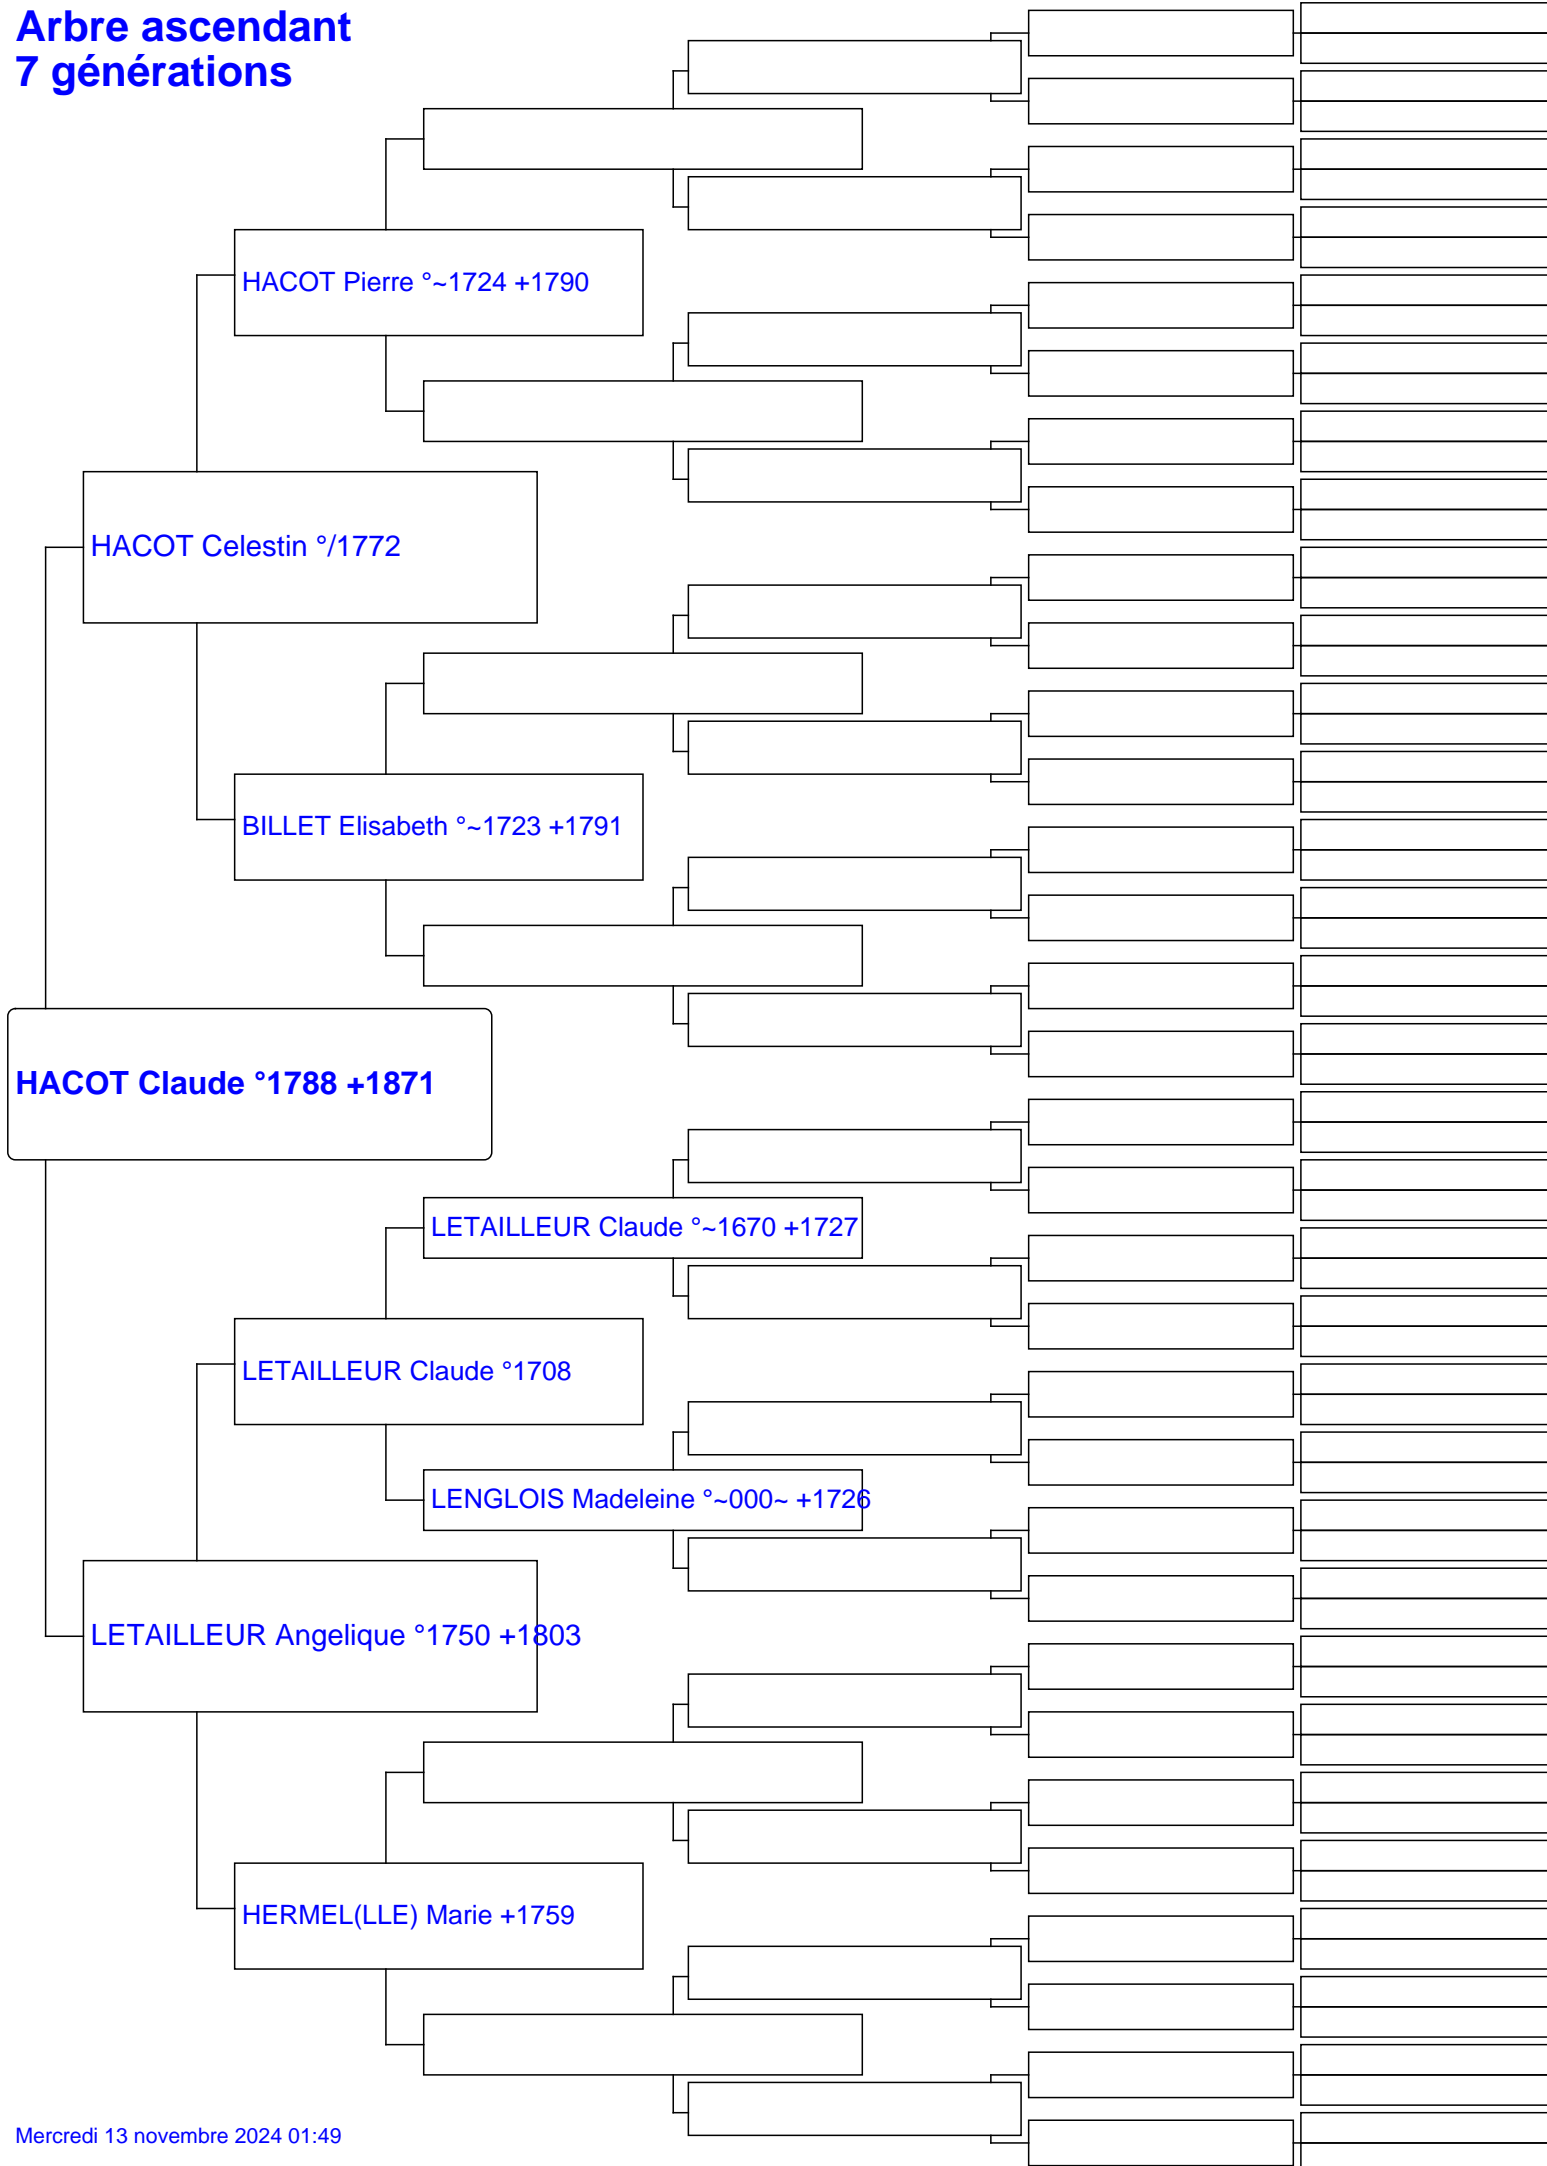 Arbre ascendant
7 générations
HACOT Pierre °~1724 +1790
HACOT Celestin °/1772
BILLET Elisabeth °~1723 +1791
HACOT Claude °1788 +1871
LETAILLEUR Claude °~1670 +1727
LETAILLEUR Claude °1708
LENGLOIS Madeleine °~000~ +1726
LETAILLEUR Angelique °1750 +1803
HERMEL(LLE) Marie +1759
Mercredi 13 novembre 2024 01:49